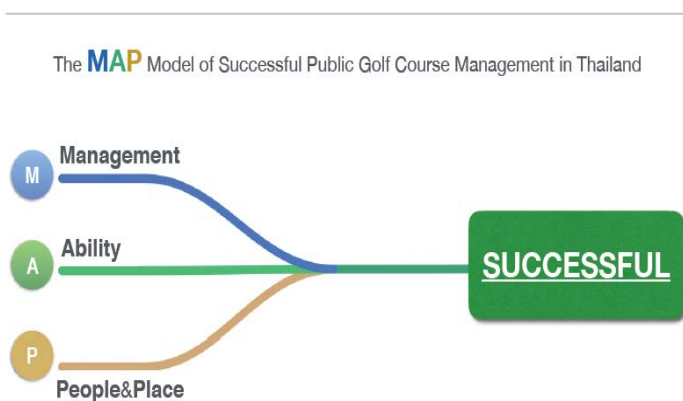 The MAP Model of Successful Public Golf Course Management in Thailand
M
Management
A
Ability
SUCCESSFUL
P
People&Place